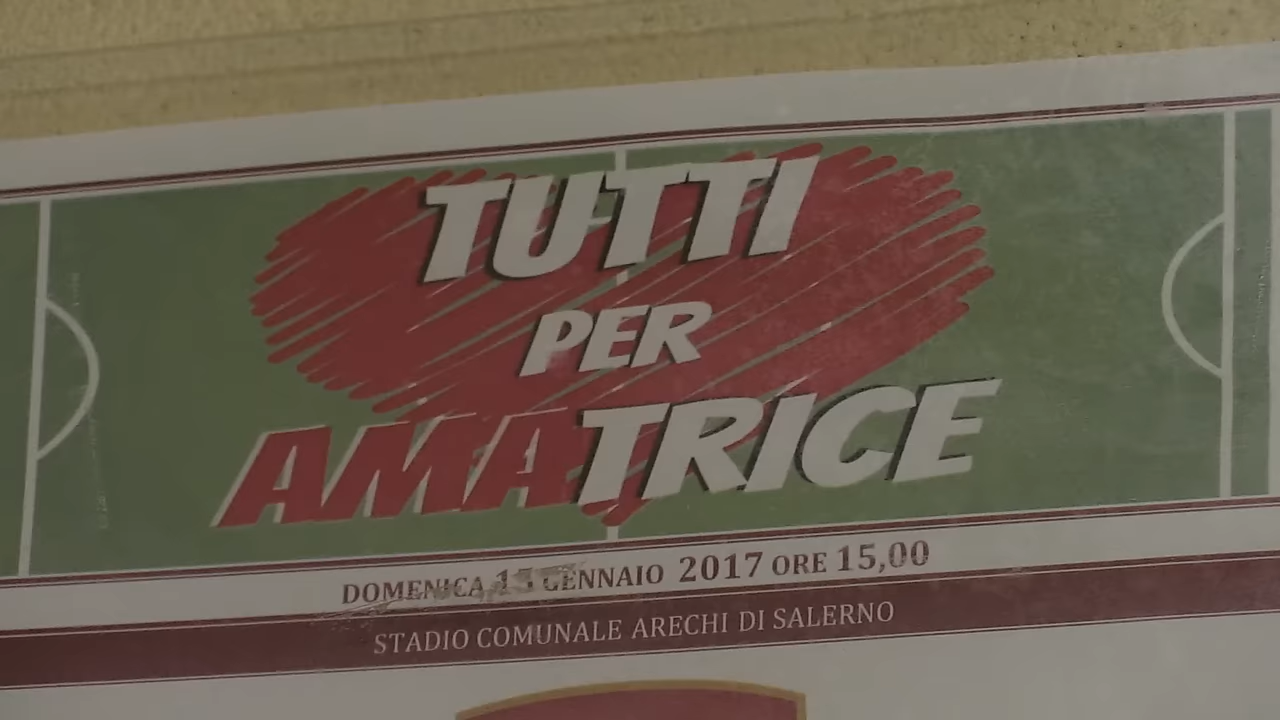 TUTTI
PER
AMATRICE
DOMENICA GENNAIO 2017 ORE 15,00
STADIO COMUNALE ARECHI DI SALERNO